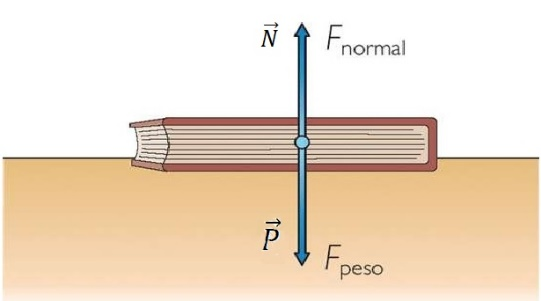 N⃗ F normal
P⃗ F peso